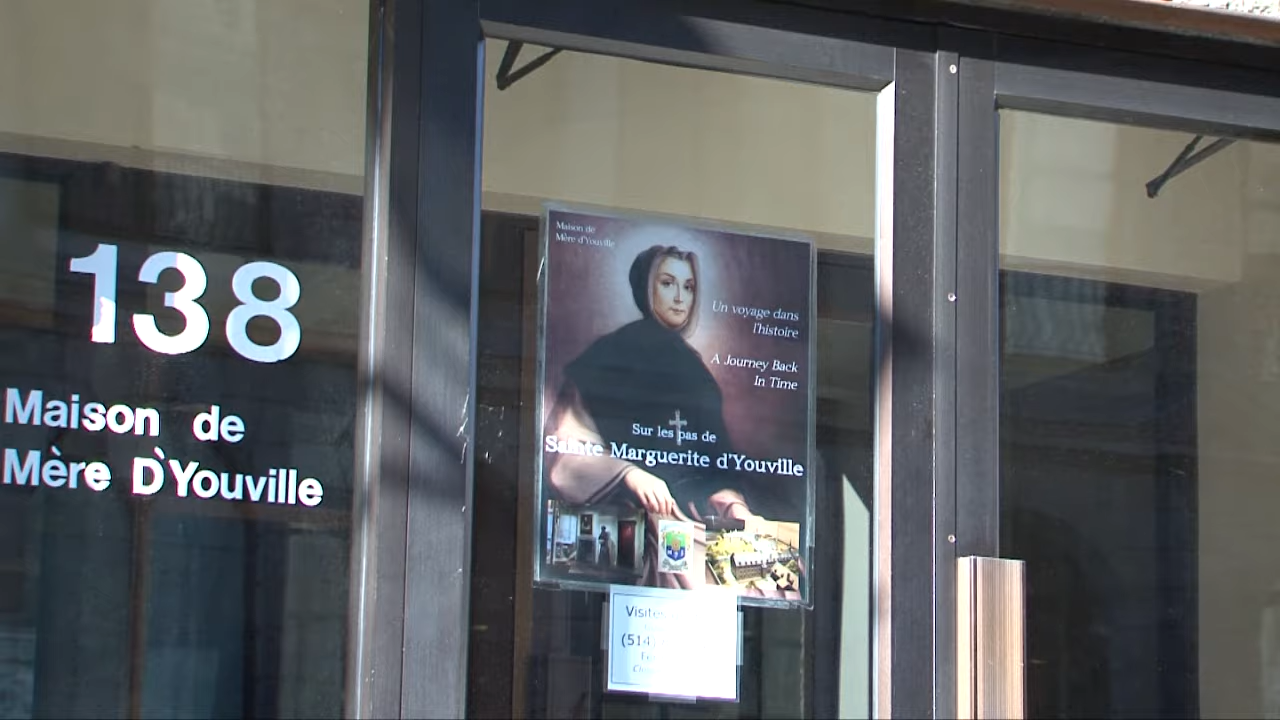 138
Maison de
Mère D'Youville
Maison de
Mère d'Youville
Un voyage dans
l'histoire
A Journey Back
In Time
Sur les pas de
Sainte Marguerite d'Youville
(514)